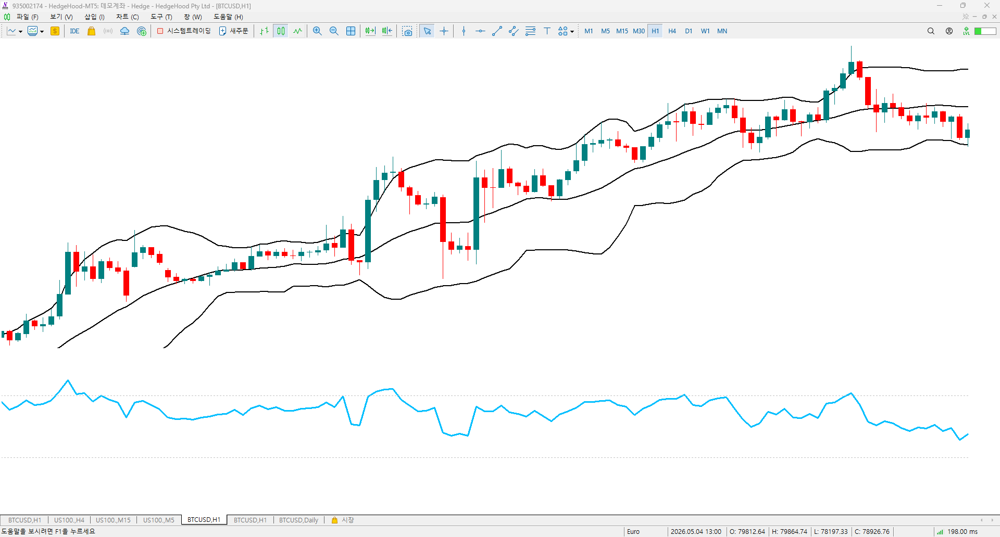 935002174 - HedgeHood-MT5: 데모계좌 - Hedge - HedgeHood Pty Ltd - [BTCUSD,H1]
파일 (F) 보기 (V) 삽입 (I) 차트 (C) 도구 (T) 창 (W) 도움말 (H)
IDE 시스템트레이딩 새주문 M1 M5 M15 M30 H1 H4 D1 W1 MN LVL
BTCUSD,H1 US100.,H4 US100.,M15 US100.,M5 BTCUSD,H1 BTCUSD,H1 BTCUSD,Daily 시장
도움말을 보시려면 F1을 누르세요 Euro 2026.05.04 13:00 O: 79812.64 H: 79864.74 L: 78197.33 C: 78926.76 198.00 ms